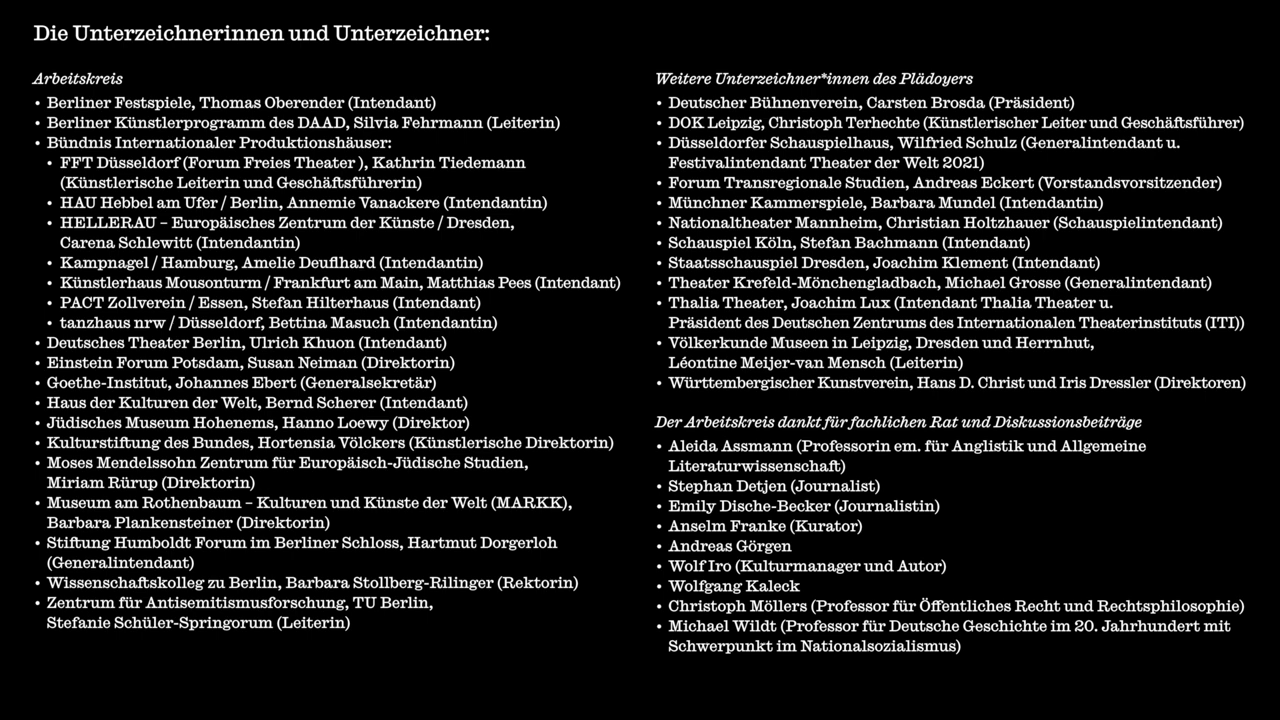 Die Unterzeichnerinnen und Unterzeichner:
Arbeitskreis
• Berliner Festspiele, Thomas Oberender (Intendant)
• Berliner Künstlerprogramm des DAAD, Silvia Fehrmann (Leiterin)
• Bündnis Internationaler Produktionshäuser:
• FFT Düsseldorf (Forum Freies Theater ), Kathrin Tiedemann
(Künstlerische Leiterin und Geschäftsführerin)
• HAU Hebbel am Ufer / Berlin, Annemie Vanackere (Intendantin)
• HELLERAU – Europäisches Zentrum der Künste / Dresden,
Carena Schlewitt (Intendantin)
• Kampnagel / Hamburg, Amelie Deuflhard (Intendantin)
• Künstlerhaus Mousonturm / Frankfurt am Main, Matthias Pees (Intendant)
• PACT Zollverein / Essen, Stefan Hilterhaus (Intendant)
• tanzhaus nrw / Düsseldorf, Bettina Masuch (Intendantin)
• Deutsches Theater Berlin, Ulrich Khuon (Intendant)
• Einstein Forum Potsdam, Susan Neiman (Direktorin)
• Goethe-Institut, Johannes Ebert (Generalsekretär)
• Haus der Kulturen der Welt, Bernd Scherer (Intendant)
• Jüdisches Museum Hohenems, Hanno Loewy (Direktor)
• Kulturstiftung des Bundes, Hortensia Völckers (Künstlerische Direktorin)
• Moses Mendelssohn Zentrum für Europäisch-Jüdische Studien,
Miriam Rürup (Direktorin)
• Museum am Rothenbaum – Kulturen und Künste der Welt (MARKK),
Barbara Plankensteiner (Direktorin)
• Stiftung Humboldt Forum im Berliner Schloss, Hartmut Dorgerloh
(Generalintendant)
• Wissenschaftskolleg zu Berlin, Barbara Stollberg-Rilinger (Rektorin)
• Zentrum für Antisemitismusforschung, TU Berlin,
Stefanie Schüler-Springorum (Leiterin)
Weitere Unterzeichner*innen des Plädoyers
• Deutscher Bühnenverein, Carsten Brosda (Präsident)
• DOK Leipzig, Christoph Terhechte (Künstlerischer Leiter und Geschäftsführer)
• Düsseldorfer Schauspielhaus, Wilfried Schulz (Generalintendant u.
Festivalintendant Theater der Welt 2021)
• Forum Transregionale Studien, Andreas Eckert (Vorstandsvorsitzender)
• Münchner Kammerspiele, Barbara Mundel (Intendantin)
• Nationaltheater Mannheim, Christian Holtzhauer (Schauspielintendant)
• Schauspiel Köln, Stefan Bachmann (Intendant)
• Staatsschauspiel Dresden, Joachim Klement (Intendant)
• Theater Krefeld-Mönchengladbach, Michael Grosse (Generalintendant)
• Thalia Theater, Joachim Lux (Intendant Thalia Theater u.
Präsident des Deutschen Zentrums des Internationalen Theaterinstituts (ITI))
• Völkerkunde Museen in Leipzig, Dresden und Herrnhut,
Léontine Meijer-van Mensch (Leiterin)
• Württembergischer Kunstverein, Hans D. Christ und Iris Dressler (Direktoren)
Der Arbeitskreis dankt für fachlichen Rat und Diskussionsbeiträge
• Aleida Assmann (Professorin em. für Anglistik und Allgemeine
Literaturwissenschaft)
• Stephan Detjen (Journalist)
• Emily Dische-Becker (Journalistin)
• Anselm Franke (Kurator)
• Andreas Görgen
• Wolf Iro (Kulturmanager und Autor)
• Wolfgang Kaleck
• Christoph Möllers (Professor für Öffentliches Recht und Rechtsphilosophie)
• Michael Wildt (Professor für Deutsche Geschichte im 20. Jahrhundert mit
Schwerpunkt im Nationalsozialismus)